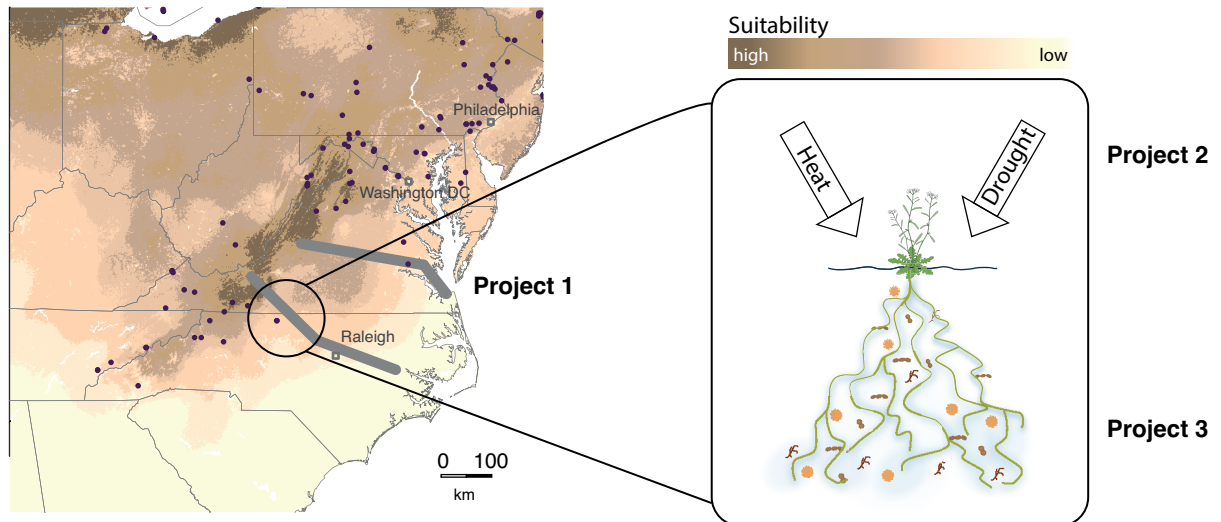 Suitability
high
low
Philadelphia
Washington DC
Project 1
Raleigh
0 100
km
Heat
Drought
Project 2
Project 3